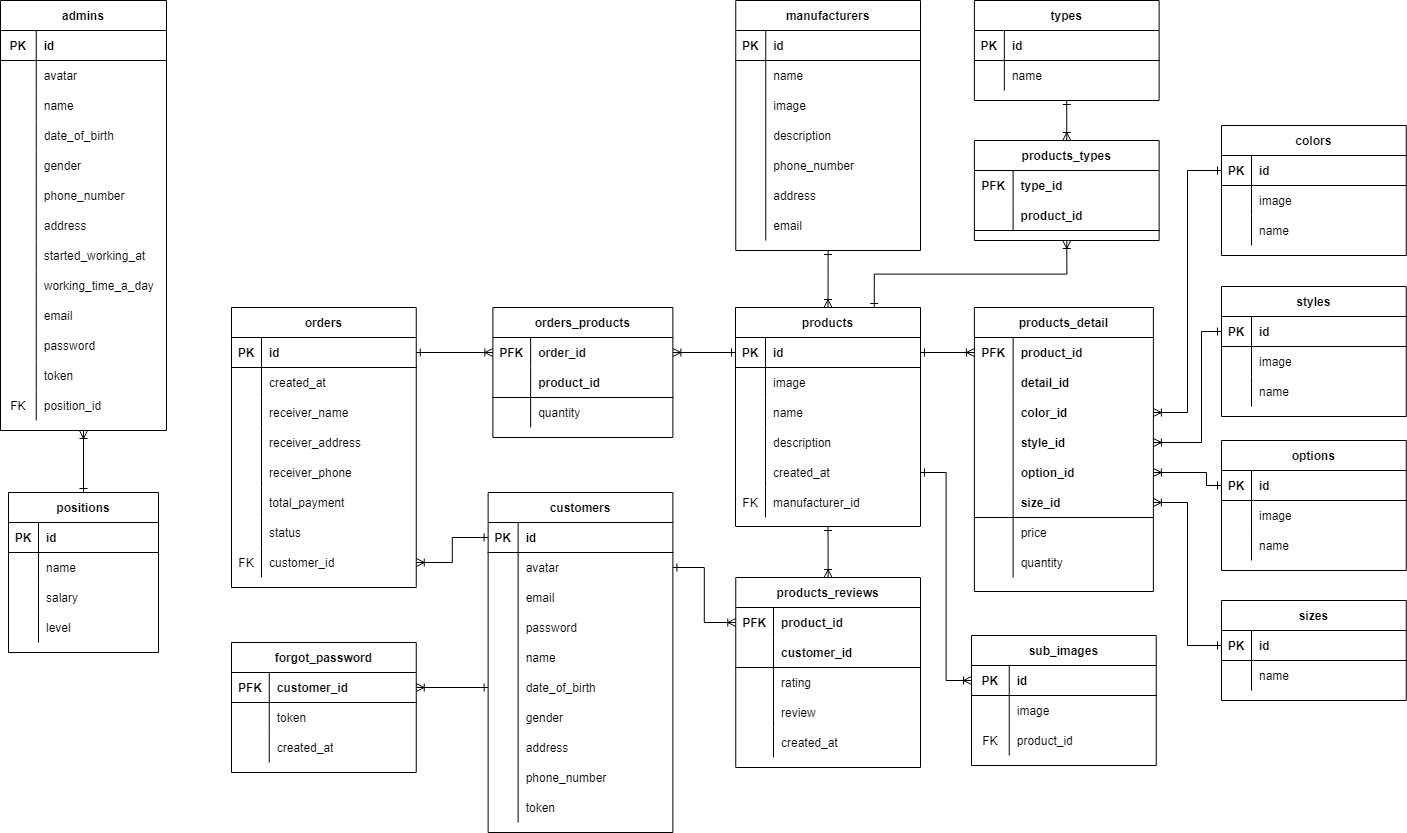 admins
PK id
avatar
name
date_of_birth
gender
phone_number
address
started_working_at
working_time_a_day
email
password
token
FK position_id
positions
PK id
name
salary
level
orders
PK id
created_at
receiver_name
receiver_address
receiver_phone
total_payment
status
FK customer_id
forgot_password
PFK customer_id
token
created_at
orders_products
PFK order_id
product_id
quantity
customers
PK id
avatar
email
password
name
date_of_birth
gender
address
phone_number
token
manufacturers
PK id
name
image
description
phone_number
address
email
products
PK id
image
name
description
created_at
FK manufacturer_id
products_reviews
PFK product_id
customer_id
rating
review
created_at
types
PK id
name
products_types
PFK type_id
product_id
products_detail
PFK product_id
detail_id
color_id
style_id
option_id
size_id
price
quantity
sub_images
PK id
image
FK product_id
colors
PK id
image
name
styles
PK id
image
name
options
PK id
image
name
sizes
PK id
name